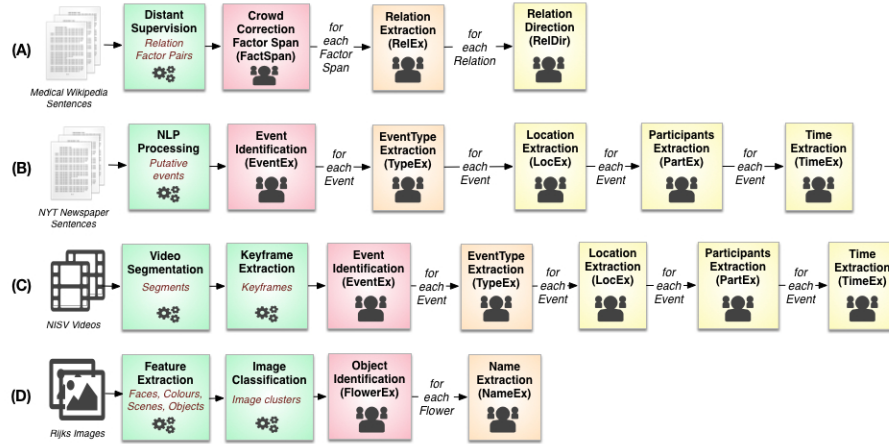 (A)
Medical Wikipedia
Sentences
Distant
Supervision
Relation
Factor Pairs
Crowd
Correction
Factor Span
(FactSpan)
for
each
Factor
Span
Relation
Extraction
(RelEx)
for
each
Relation
Relation
Direction
(RelDir)
(B)
NYT Newspaper
Sentences
NLP
Processing
Putative
events
Event
Identification
(EventEx)
for
each
Event
EventType
Extraction
(TypeEx)
for
each
Event
Location
Extraction
(LocEx)
for
each
Event
Participants
Extraction
(PartEx)
for
each
Event
Time
Extraction
(TimeEx)
(C)
NISV Videos
Video
Segmentation
Segments
Keyframe
Extraction
Keyframes
Event
Identification
(EventEx)
for
each
Event
EventType
Extraction
(TypeEx)
for
each
Event
Location
Extraction
(LocEx)
for
each
Event
Participants
Extraction
(PartEx)
for
each
Event
Time
Extraction
(TimeEx)
(D)
Rijks Images
Feature
Extraction
Faces, Colours,
Scenes, Objects
Image
Classification
Image clusters
Object
Identification
(FlowerEx)
for
each
Flower
Name
Extraction
(NameEx)